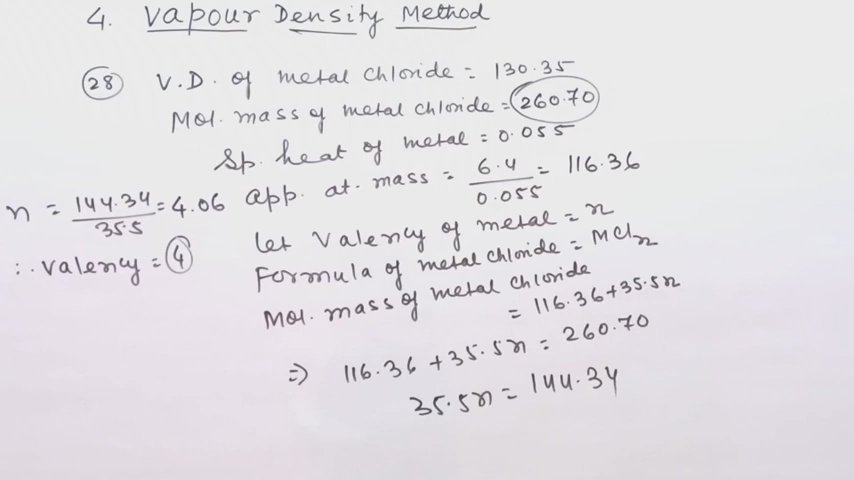 4. Vapour Density Method
28 V.D. of metal chloride = 130.35
Mol. mass of metal chloride = 260.70
Sp. heat of metal = 0.055
app. at. mass = 6.4 / 0.055 = 116.36
Let Valency of metal = n
Formula of metal chloride = MCln
Mol. mass of metal chloride
= 116.36 + 35.5n
=> 116.36 + 35.5n = 260.70
35.5n = 144.34
n = 144.34 / 35.5 = 4.06
∴ Valency = 4